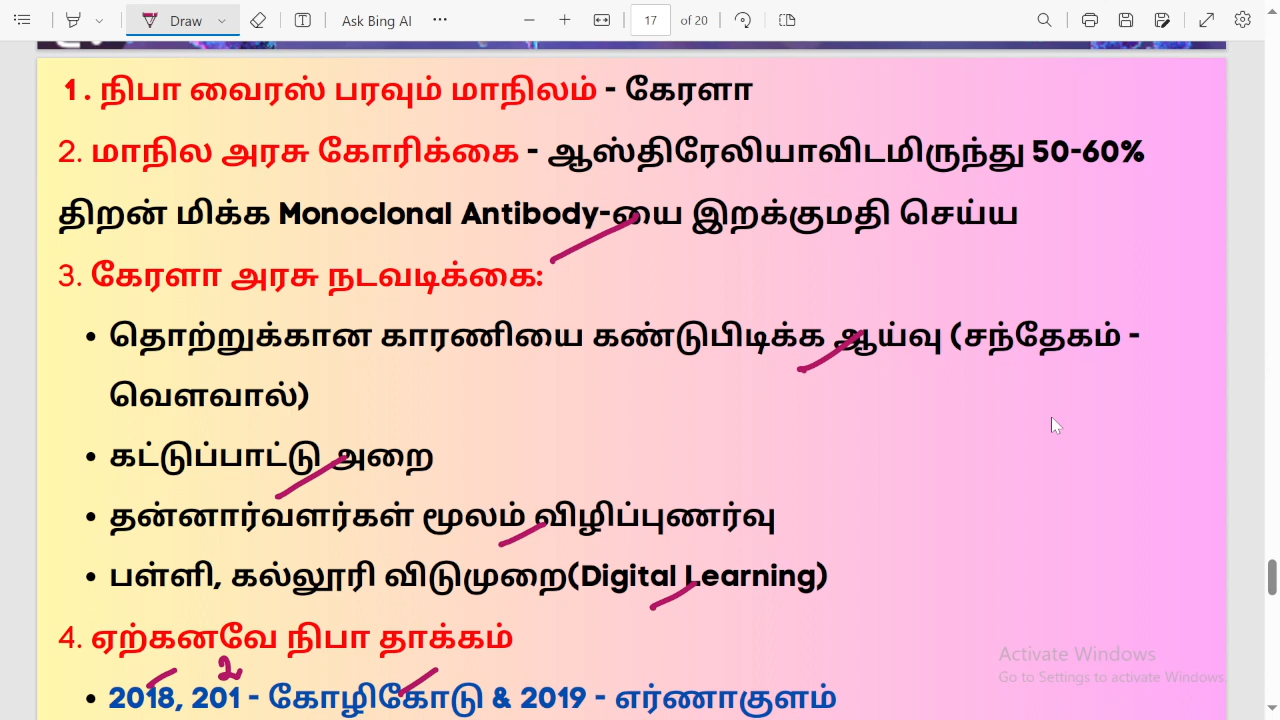 Draw
Ask Bing AI
17 of 20
1. நிபா வைரஸ் பரவும் மாநிலம் - கேரளா
2. மாநில அரசு கோரிக்கை - ஆஸ்திரேலியாவிடமிருந்து 50-60%
திறன் மிக்க Monoclonal Antibody-யை இறக்குமதி செய்ய
3. கேரளா அரசு நடவடிக்கை:
• தொற்றுக்கான காரணியை கண்டுபிடிக்க ஆய்வு (சந்தேகம் -
வௌவால்)
• கட்டுப்பாட்டு அறை
• தன்னார்வளர்கள் மூலம் விழிப்புணர்வு
• பள்ளி, கல்லூரி விடுமுறை(Digital Learning)
4. ஏற்கனவே நிபா தாக்கம்
2
• 2018, 201 - கோழிகோடு & 2019 - எர்ணாகுளம்
Activate Windows
Go to Settings to activate Windows.